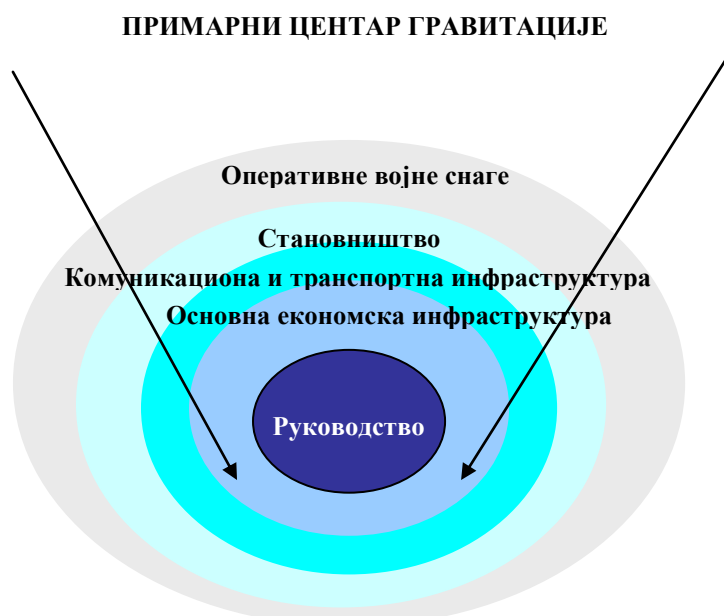 ПРИМАРНИ ЦЕНТАР ГРАВИТАЦИЈЕ
Оперативне војне снаге
Становништво
Комуникациона и транспортна инфраструктура
Основна економска инфраструктура
Руководство